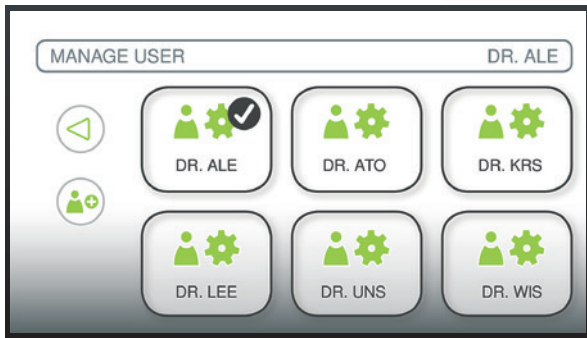 MANAGE USER DR. ALE
DR. ALE DR. ATO DR. KRS
DR. LEE DR. UNS DR. WIS